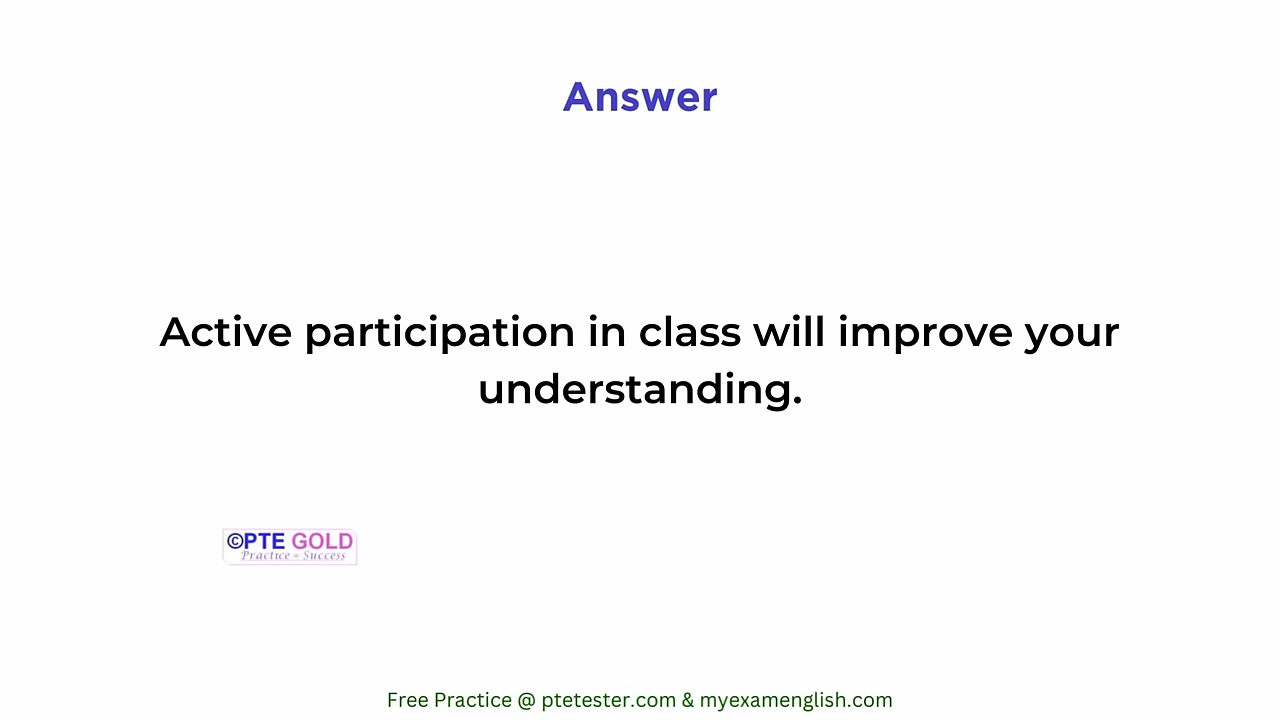 Answer
Active participation in class will improve your
understanding.
©PTE GOLD
Practice = Success
Free Practice @ ptetester.com & myexamenglish.com